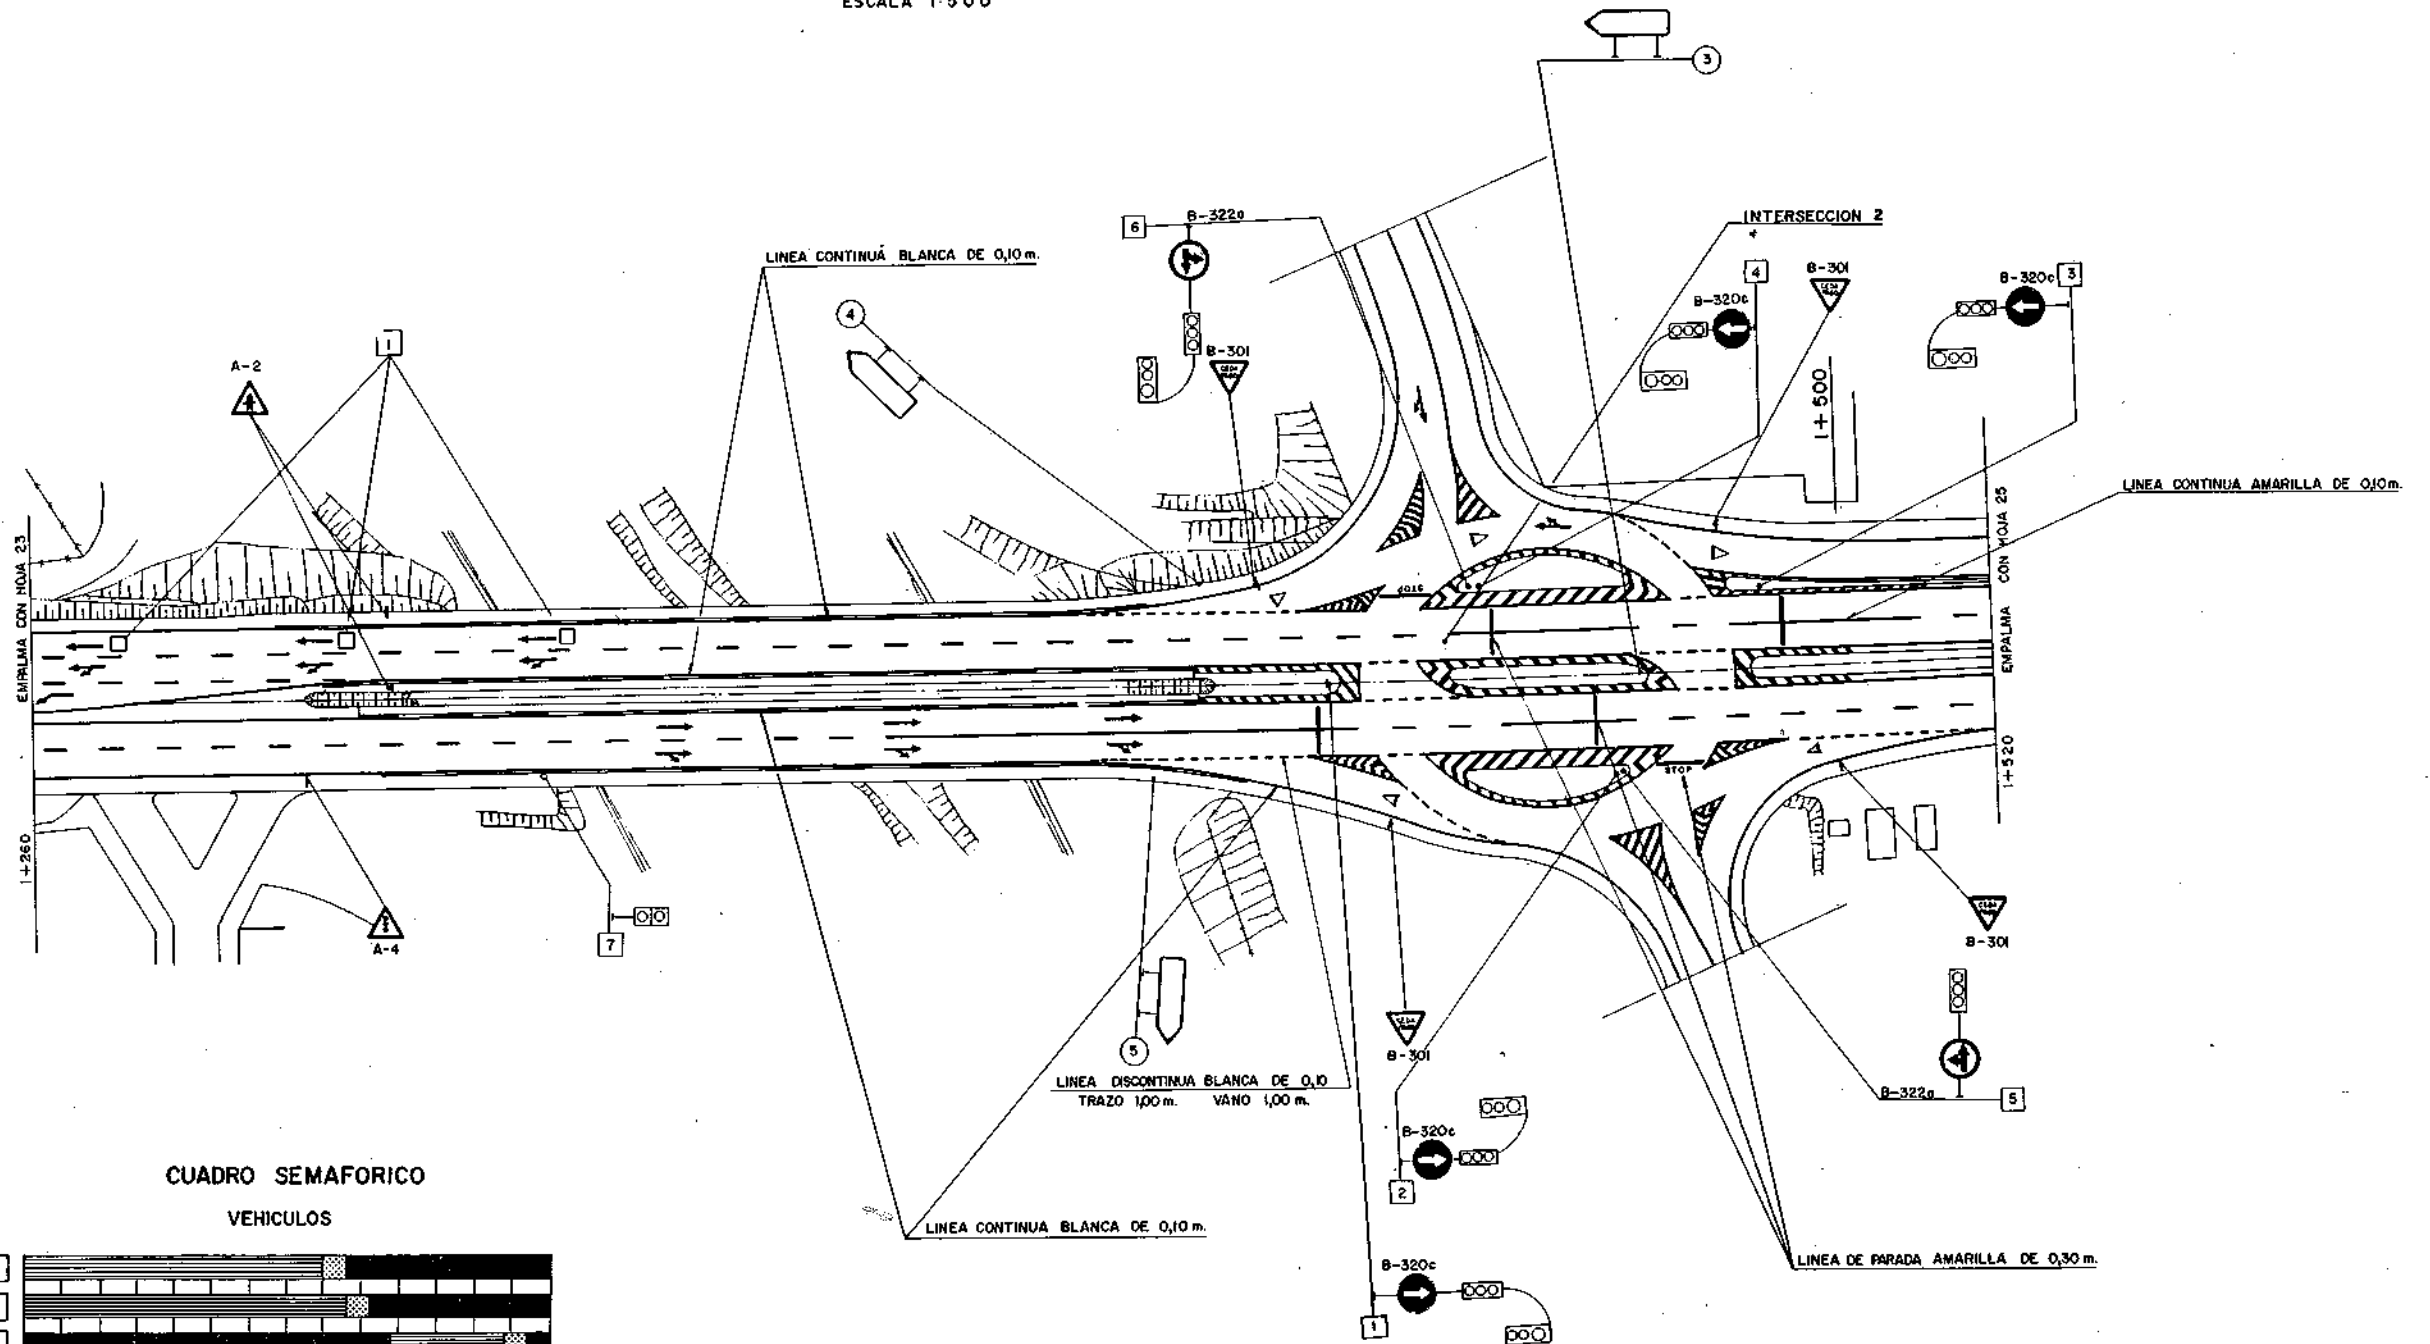 ESCALA 1:500
3
6
B-322a
INTERSECCION 2
LINEA CONTINUA BLANCA DE 0,10 m.
4
B-301
B-320c
3
B-320c
4
1
B-301
A-2
1+500
LINEA CONTINUA AMARILLA DE 0,10m.
EMPALMA CON HOJA 23
EMPALMA CON HOJA 25
STOP
STOP
1+260
1+520
A-4
7
B-301
5
B-301
LINEA DISCONTINUA BLANCA DE 0,10
TRAZO 1,00 m. VANO 1,00 m.
B-322a
5
B-320c
2
CUADRO SEMAFORICO
VEHICULOS
LINEA CONTINUA BLANCA DE 0,10 m.
LINEA DE PARADA AMARILLA DE 0,30 m.
B-320c
1